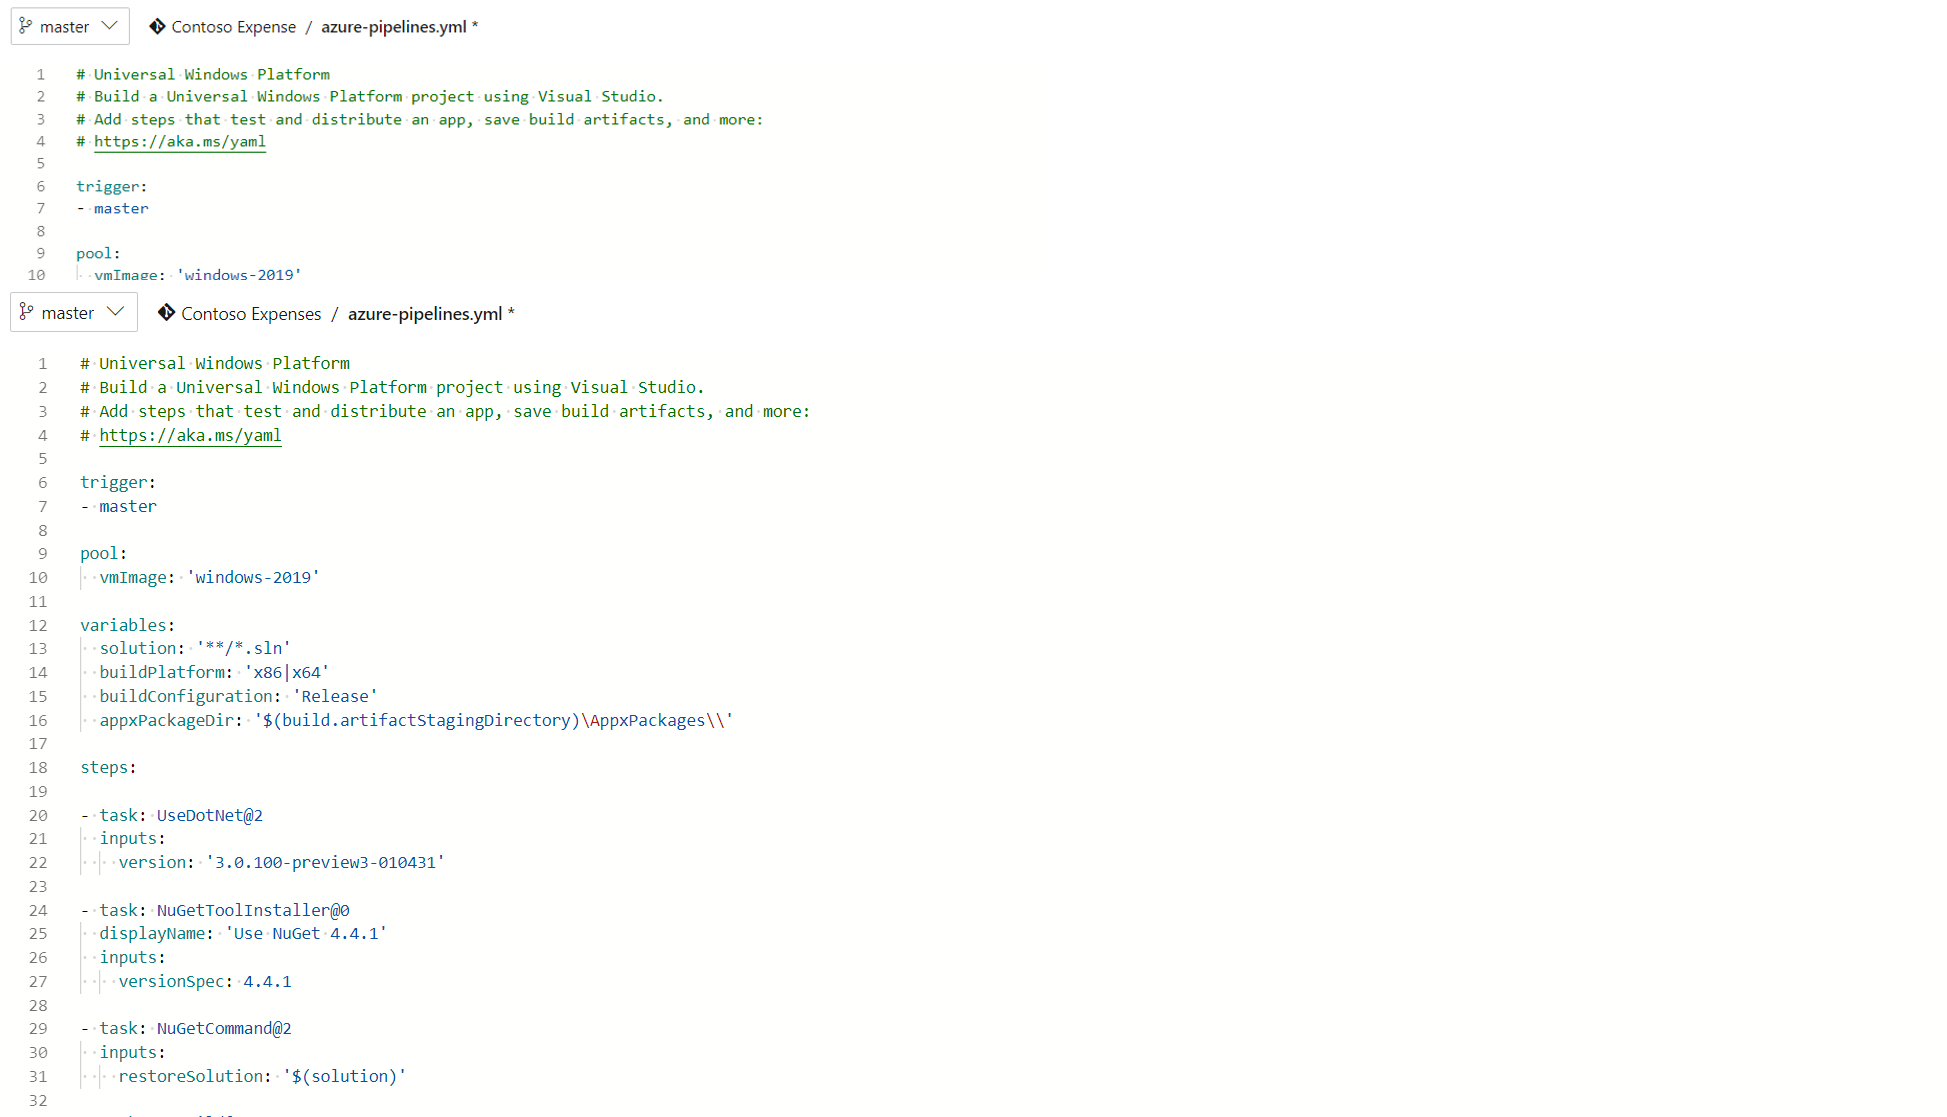 master Contoso Expense / azure-pipelines.yml *
1 # Universal Windows Platform
2 # Build a Universal Windows Platform project using Visual Studio.
3 # Add steps that test and distribute an app, save build artifacts, and more:
4 # https://aka.ms/yaml
5
6 trigger:
7 - master
8
9 pool:
10 vmImage: 'windows-2019'
master Contoso Expenses / azure-pipelines.yml *
1 # Universal Windows Platform
2 # Build a Universal Windows Platform project using Visual Studio.
3 # Add steps that test and distribute an app, save build artifacts, and more:
4 # https://aka.ms/yaml
5
6 trigger:
7 - master
8
9 pool:
10 vmImage: 'windows-2019'
11
12 variables:
13 solution: '**/*.sln'
14 buildPlatform: 'x86|x64'
15 buildConfiguration: 'Release'
16 appxPackageDir: '$(build.artifactStagingDirectory)\AppxPackages\\'
17
18 steps:
19
20 - task: UseDotNet@2
21 inputs:
22 version: '3.0.100-preview3-010431'
23
24 - task: NuGetToolInstaller@0
25 displayName: 'Use NuGet 4.4.1'
26 inputs:
27 versionSpec: 4.4.1
28
29 - task: NuGetCommand@2
30 inputs:
31 restoreSolution: '$(solution)'
32